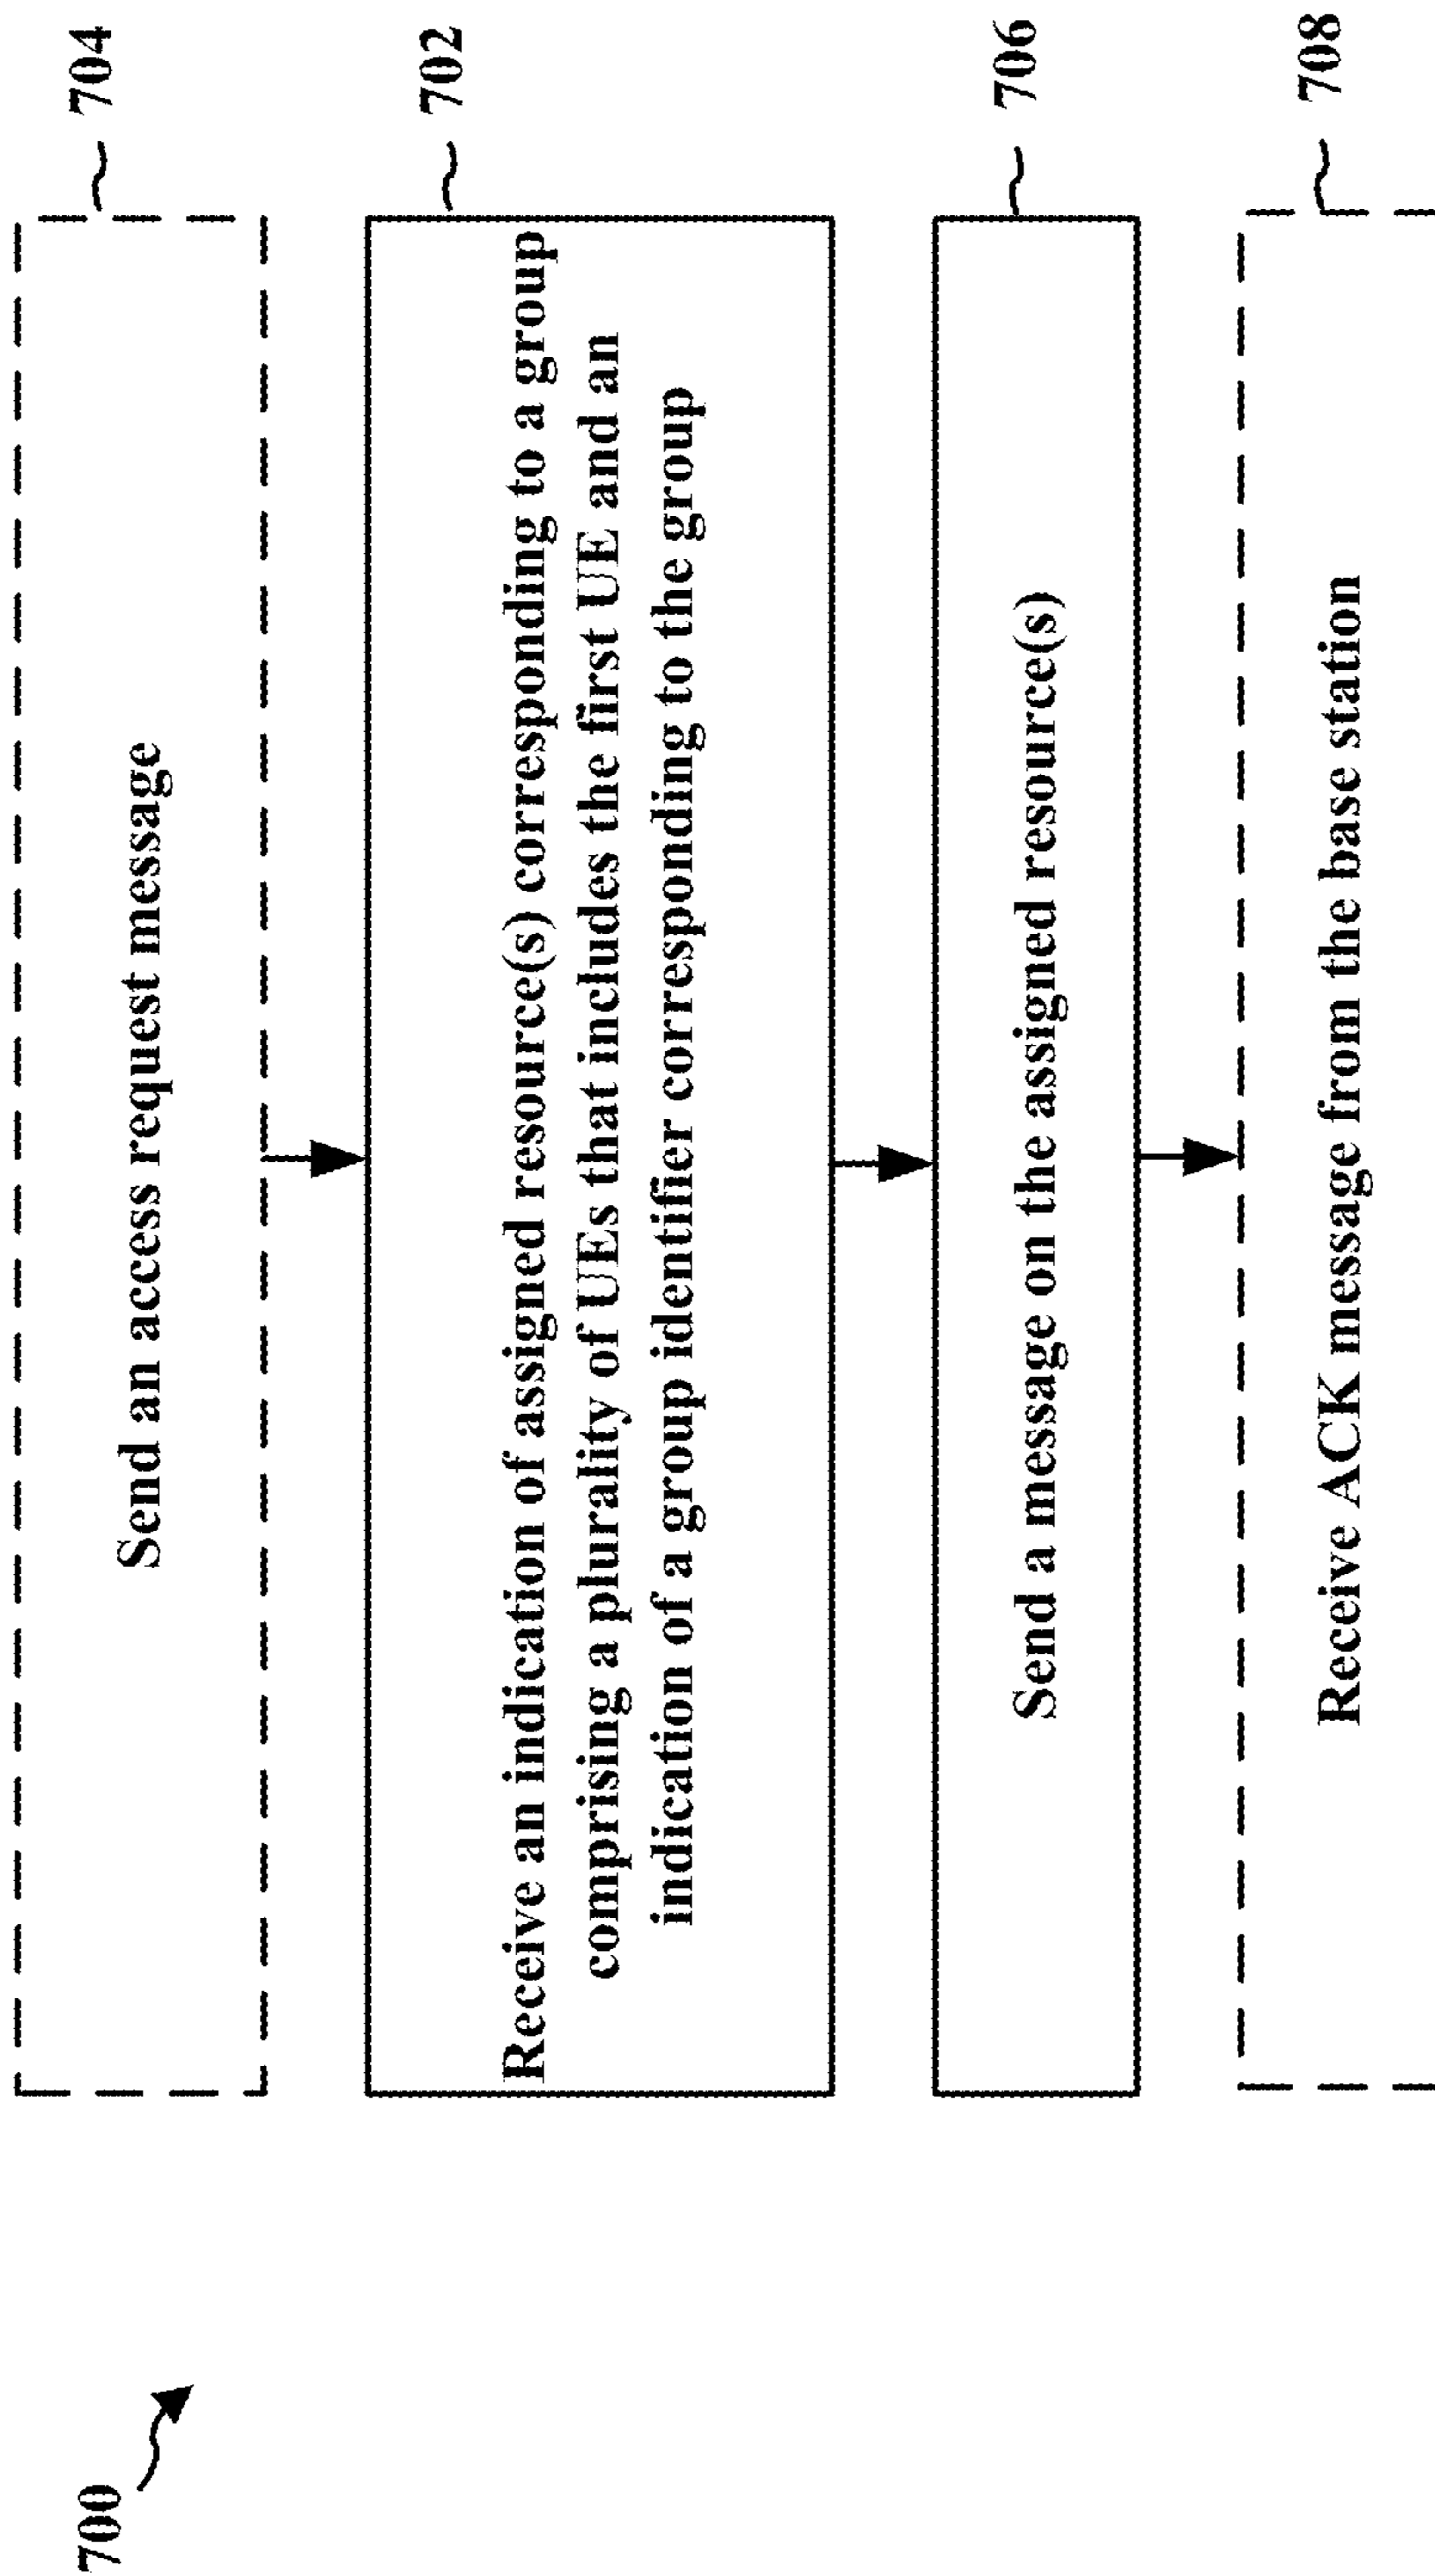 700
Send an access request message
704
Receive an indication of assigned resource(s) corresponding to a group
comprising a plurality of UEs that includes the first UE and an
indication of a group identifier corresponding to the group
702
Send a message on the assigned resource(s)
706
Receive ACK message from the base station
708